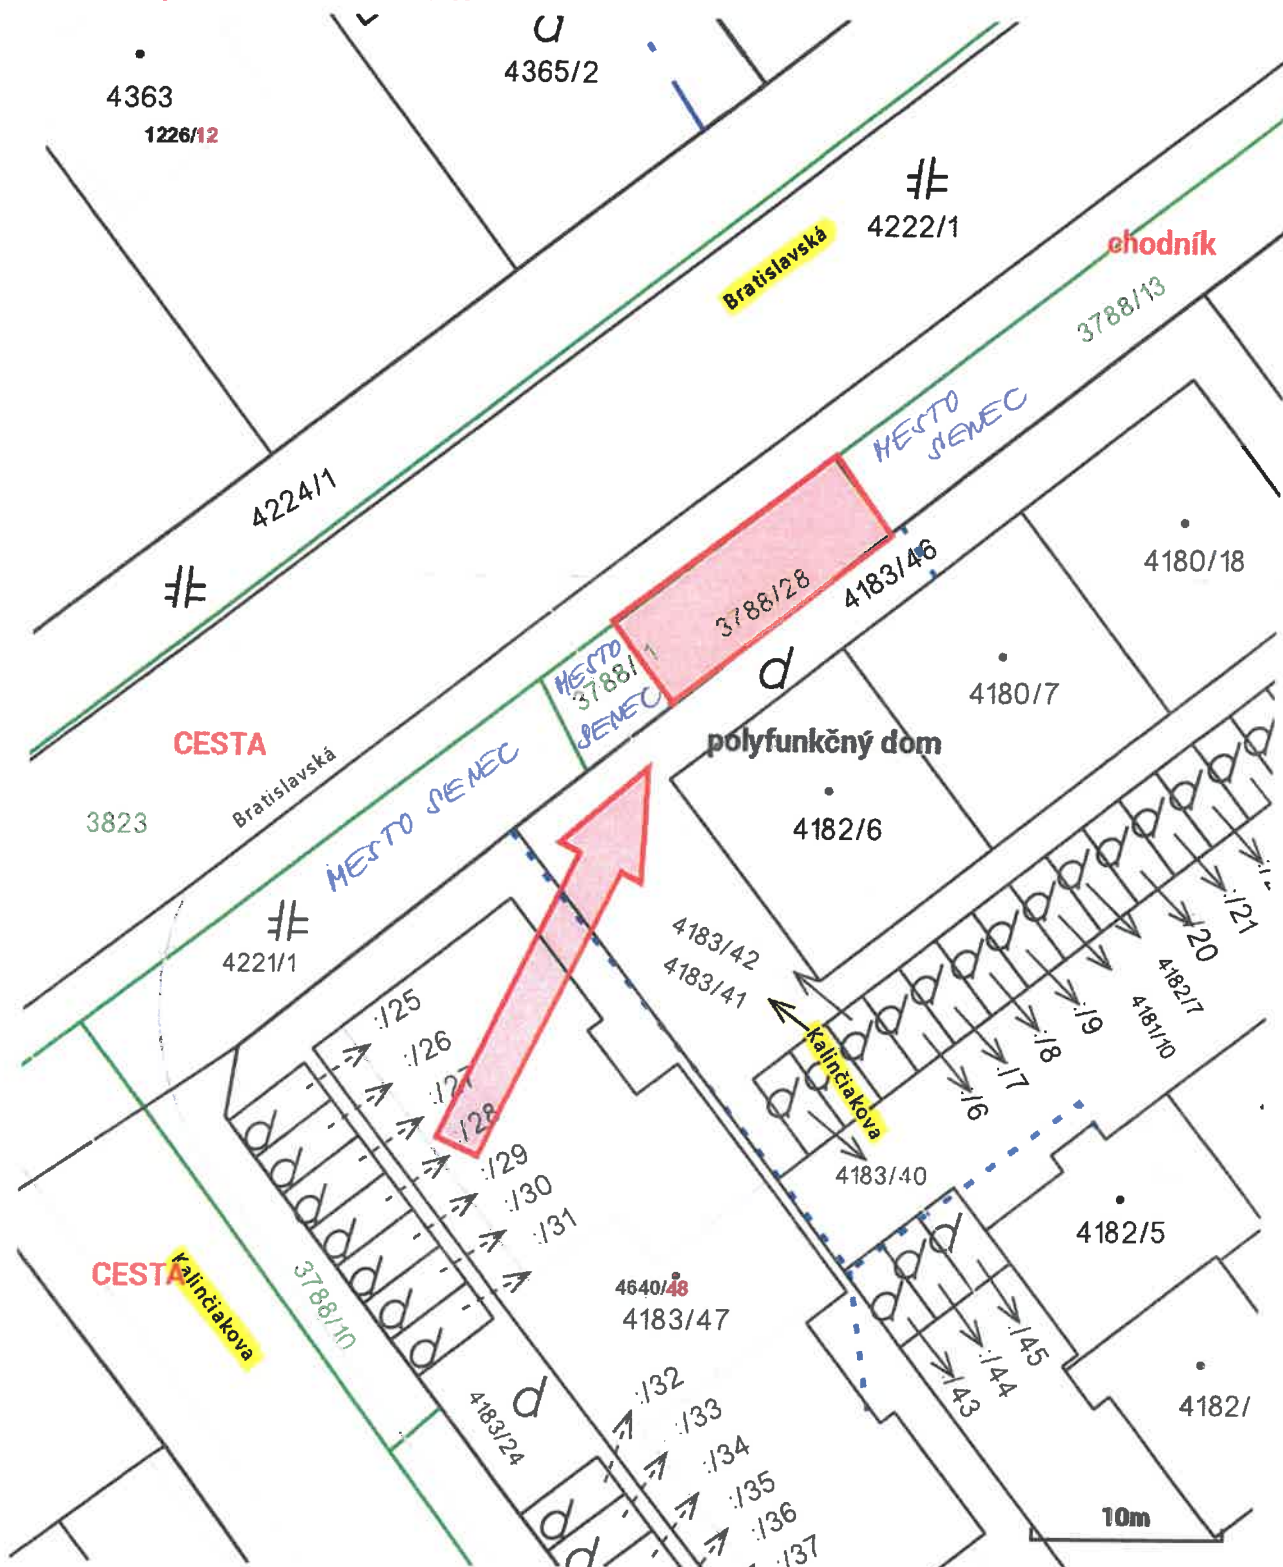 4363
1226/12
4365/2
4222/1
Bratislavská
chodník
3788/13
MESTO
SENEC
4224/1
4180/18
4183/46
3788/28
MESTO
3788/1
SENEC
d
4180/7
CESTA
Bratislavská
3823
MESTO SENEC
polyfunkčný dom
4182/6
4221/1
4183/42
4183/41
Kalinčiakova
:/21
/20
4182/7
4181/10
:/9
:/8
:/7
:/6
4183/40
:/25
:/26
:/27
:/28
:/29
:/30
:/31
4182/5
CESTA
Kalinčiakova
3788/10
4640/48
4183/47
:/45
:/44
:/43
4182/
:/32
:/33
:/34
:/35
:/36
:/37
d
4183/24
10m